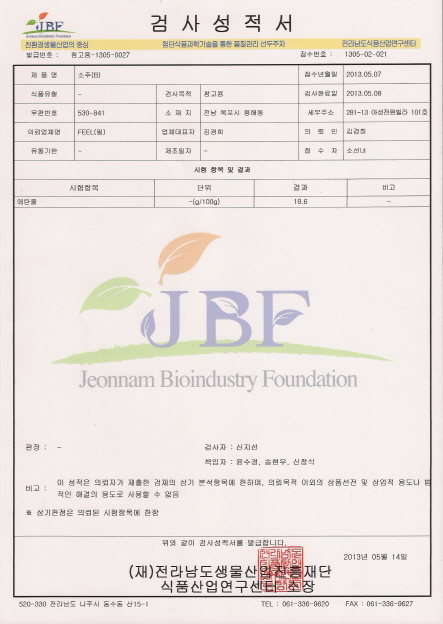 JBF
Jeonnam Bioindustry Foundation
검 사 성 적 서
친환경생물산업의 중심 첨단식품과학기술을 통한 품질관리 선두주자 전라남도식품산업연구센터
발급번호 : 참고용-1305-0027 접수번호 : 1305-02-021
제 품 명 소주(B) 접수년월일 2013.05.07
식품유형 - 검사목적 참고용 검사완료일 2013.05.08
우편번호 530-841 소 재 지 전남 목포시 용해동 세부주소 281-13 아성전원빌라 101호
의뢰업체명 FEEL(필) 업체대표자 김경희 의 뢰 인 김경희
유통기한 - 제조일자 - 접 수 자 소선녀
시험 항목 및 결과
시험항목 단위 결과 비고
에탄올 -(g/100g) 18.6 -
JBF
Jeonnam Bioindustry Foundation
판정 : - 검사자 : 신지선
책임자 : 윤수경, 송현우, 신창식
비고 : 이 성적은 의뢰자가 제출한 검체의 상기 분석항목에 한하며, 의뢰목적 이외의 상품선전 및 상업적 용도나 법
적인 해결의 용도로 사용할 수 없음
※ 상기판정은 의뢰된 시험항목에 한함
위와 같이 검사성적서를 발급합니다.
2013년 05월 14일
(재)전라남도생물산업진흥재단
식품산업연구센터 소장
520-330 전라남도 나주시 동수동 산15-1 TEL : 061-336-9620 FAX : 061-336-9627